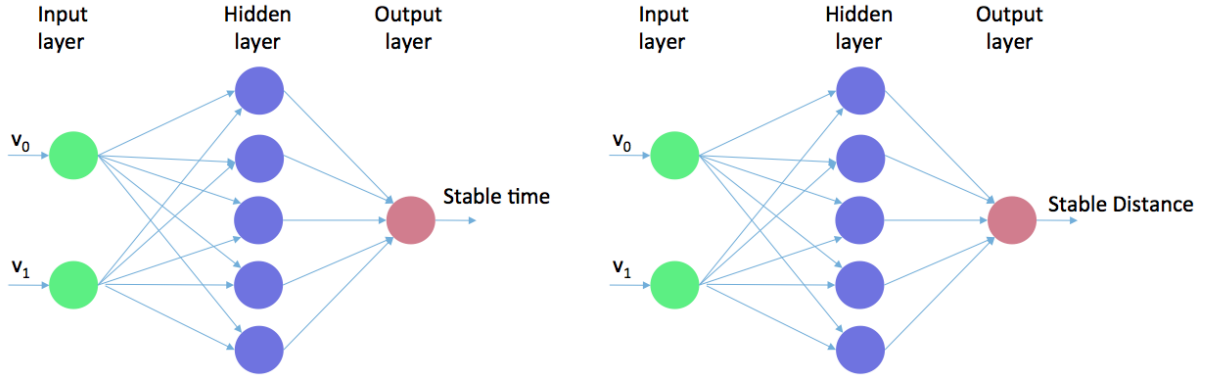 Input
layer
Hidden
layer
Output
layer
v₀
v₁
Stable time
Input
layer
Hidden
layer
Output
layer
v₀
v₁
Stable Distance